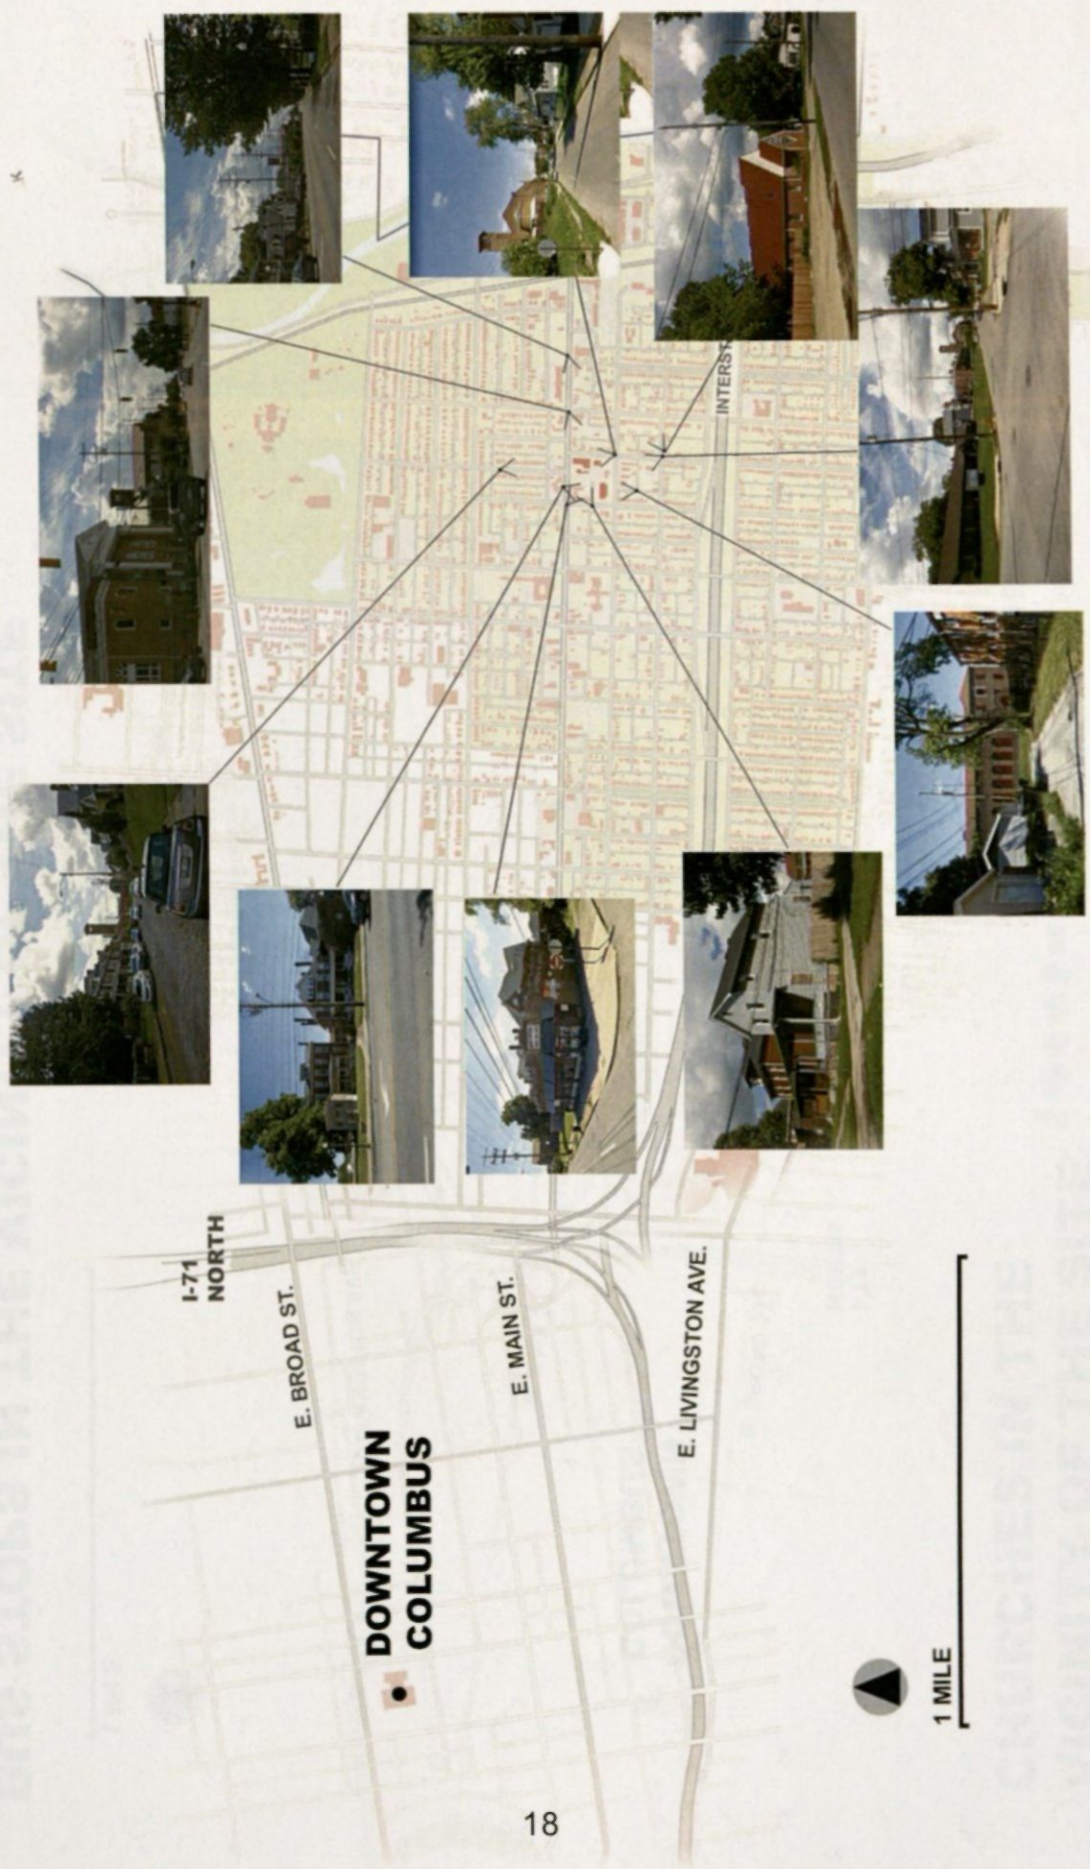 I-71
NORTH
E. BROAD ST.
DOWNTOWN
COLUMBUS
E. MAIN ST.
E. LIVINGSTON AVE.
INTERST
1 MILE
18